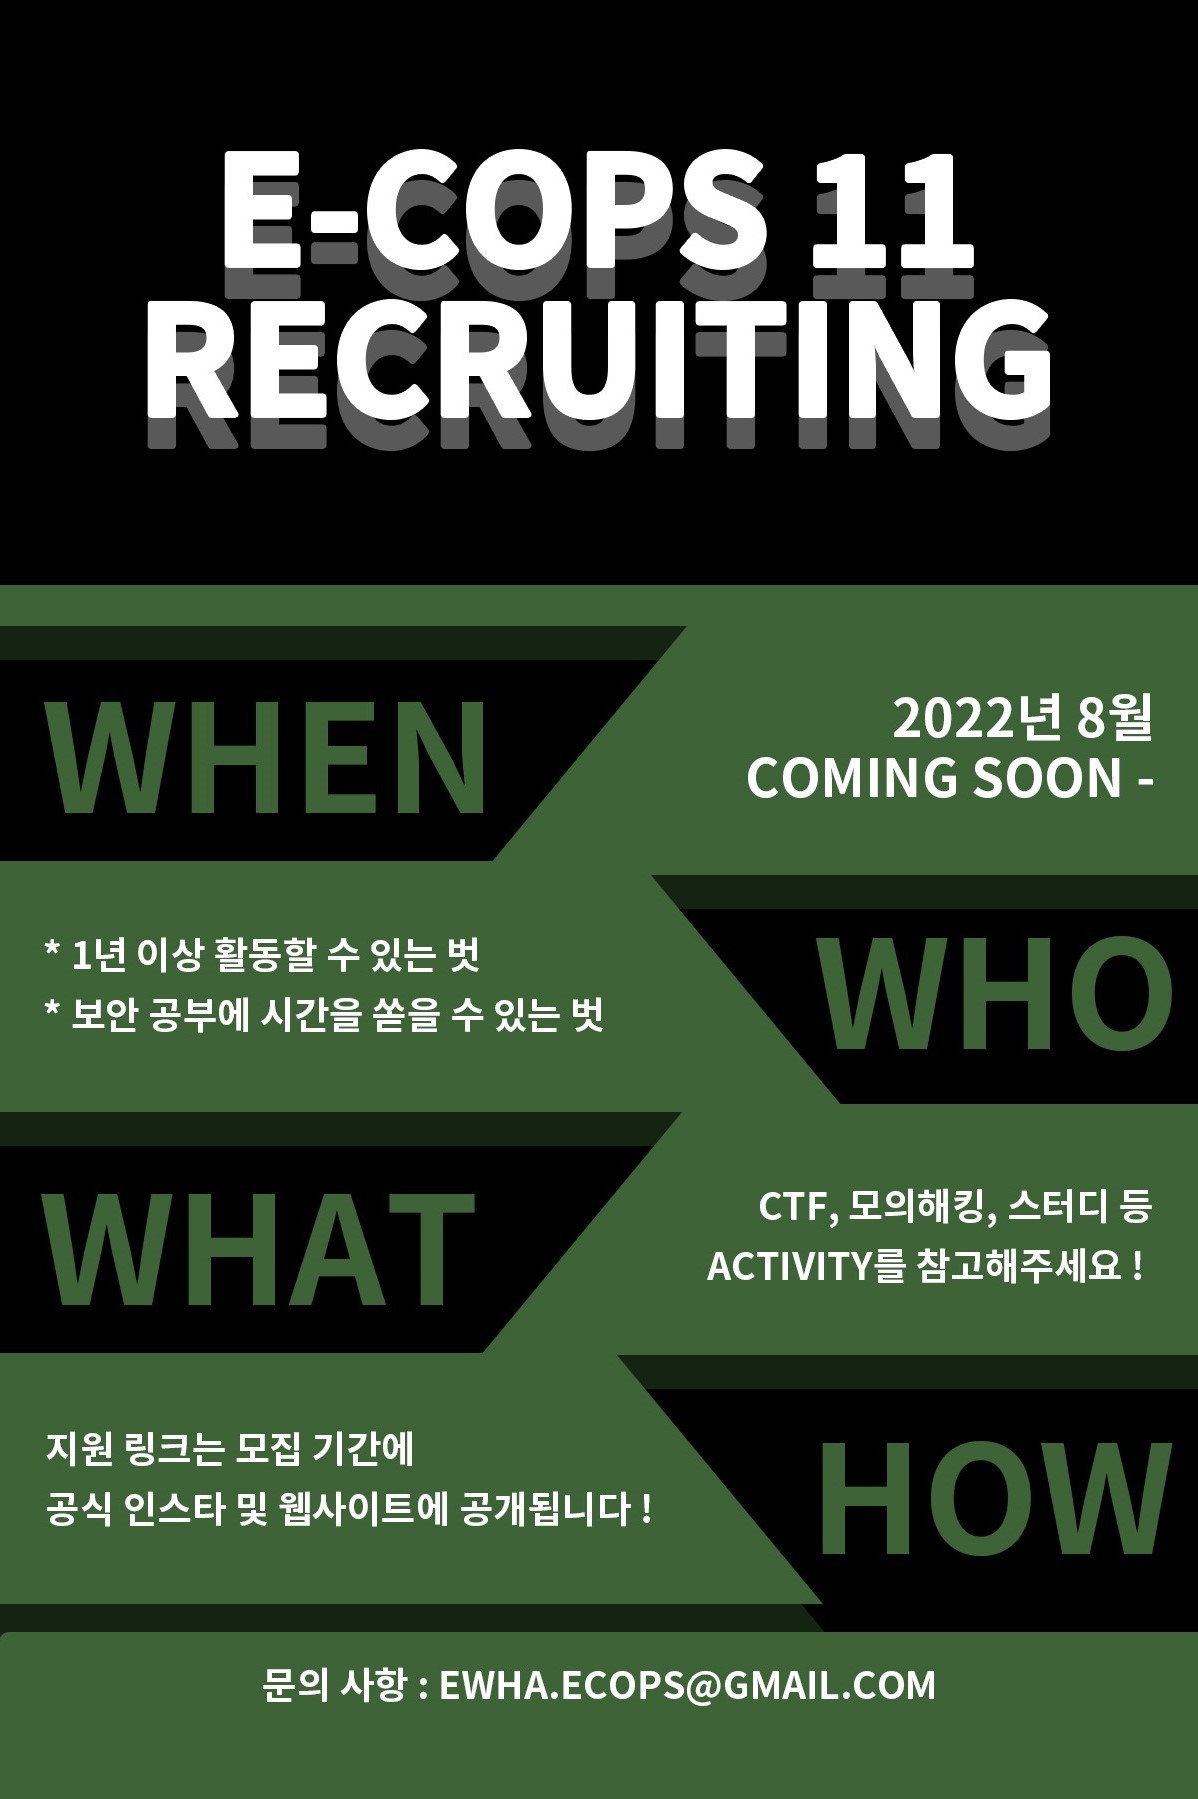 E-COPS 11
RECRUITING
WHEN
2022년 8월
COMING SOON -
* 1년 이상 활동할 수 있는 벗
* 보안 공부에 시간을 쏟을 수 있는 벗
WHO
WHAT
CTF, 모의해킹, 스터디 등
ACTIVITY를 참고해주세요 !
지원 링크는 모집 기간에
공식 인스타 및 웹사이트에 공개됩니다 !
HOW
문의 사항 : EWHA.ECOPS@GMAIL.COM